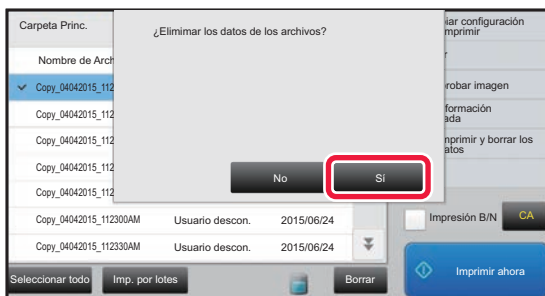 Carpeta Princ.
¿Elimimar los datos de los archivos?
Nombre de Arch
Copy_04042015_112
Copy_04042015_112
Copy_04042015_112
Copy_04042015_112
Copy_04042015_112
Copy_04042015_112300AM Usuario descon. 2015/06/24
Copy_04042015_112330AM Usuario descon. 2015/06/24
No
Sí
iar configuración
mprimir
r
robar imagen
formación
ada
mprimir y borrar los
atos
Impresión B/N
CA
Seleccionar todo
Imp. por lotes
Borrar
Imprimir ahora